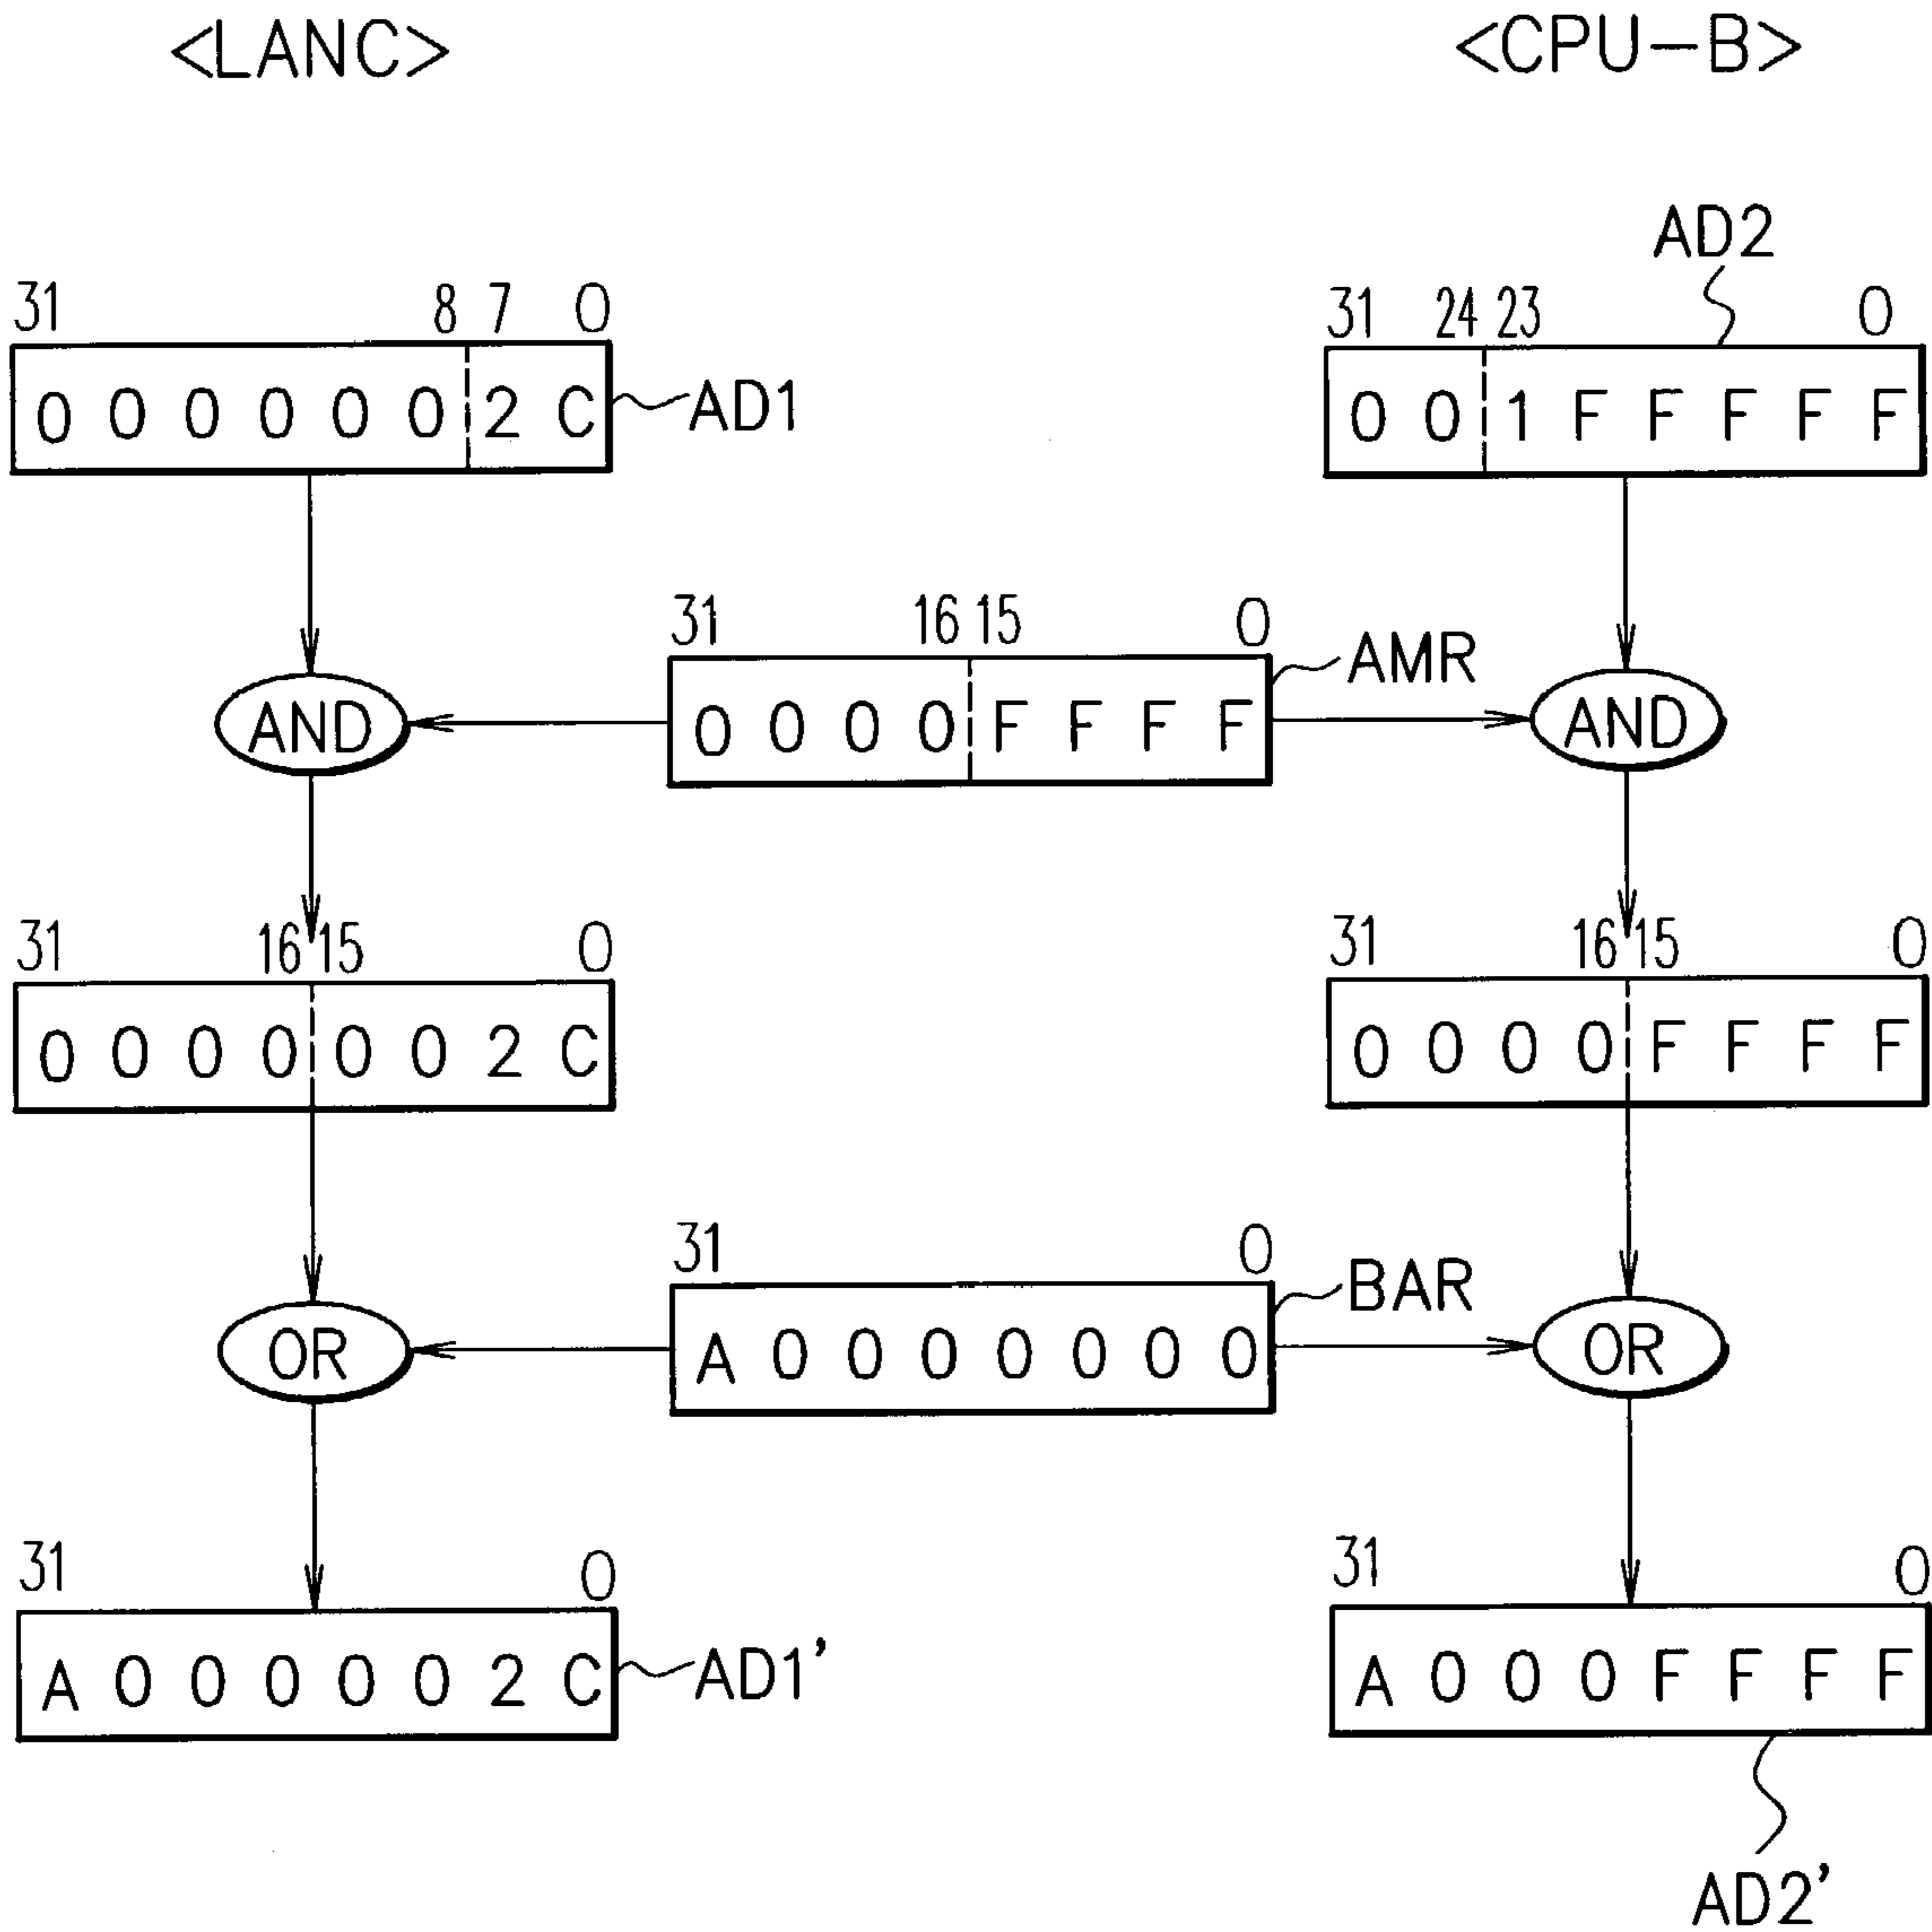 <LANC> <CPU-B>
AD2
31 8 7 0 31 24 23 0
0 0 0 0 0 0 2 C AD1 0 0 1 F F F F F
31 16 15 0
AMR
AND 0 0 0 0 F F F F AND
31 16 15 0 31 16 15 0
0 0 0 0 0 0 2 C 0 0 0 0 F F F F
31 0
BAR
OR A 0 0 0 0 0 0 0 OR
31 0 31 0
A 0 0 0 0 0 2 C AD1' A 0 0 0 F F F F
AD2'